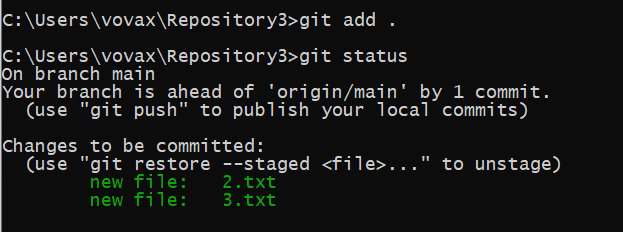 C:\Users\vovax\Repository3>git add .
C:\Users\vovax\Repository3>git status
On branch main
Your branch is ahead of 'origin/main' by 1 commit.
  (use "git push" to publish your local commits)
Changes to be committed:
  (use "git restore --staged <file>..." to unstage)
        new file:   2.txt
        new file:   3.txt